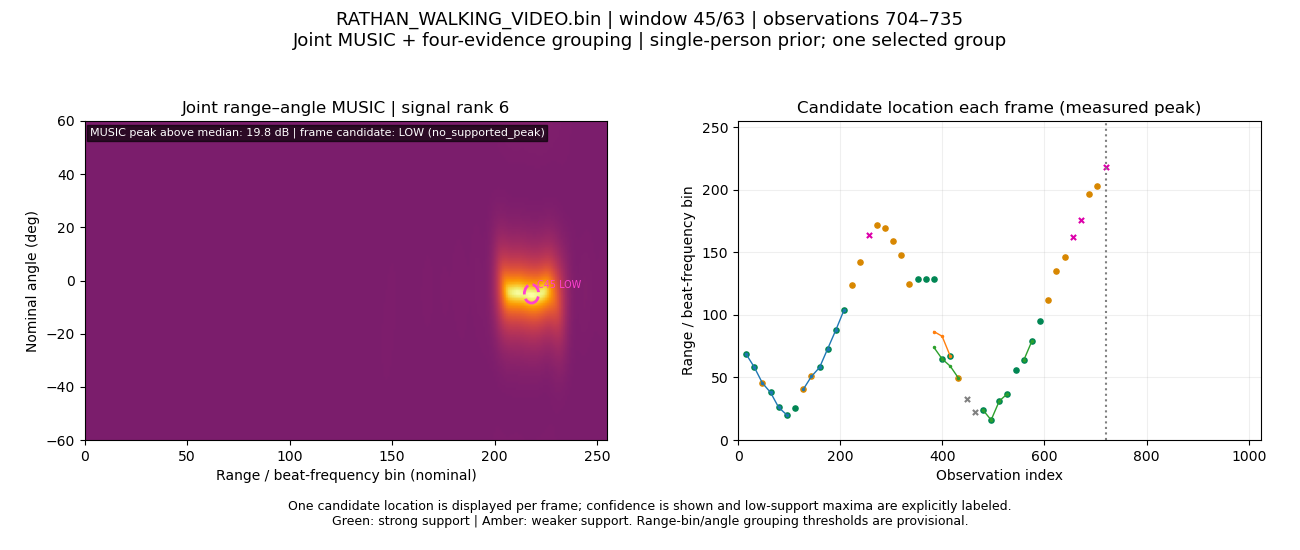 RATHAN_WALKING_VIDEO.bin | window 45/63 | observations 704–735
Joint MUSIC + four-evidence grouping | single-person prior; one selected group
Joint range–angle MUSIC | signal rank 6
MUSIC peak above median: 19.8 dB | frame candidate: LOW (no_supported_peak)
60
40
20
0
−20
−40
−60
Nominal angle (deg)
LOW
0
50
100
150
200
250
Range / beat-frequency bin (nominal)
Candidate location each frame (measured peak)
250
200
150
100
50
0
Range / beat-frequency bin
0
200
400
600
800
1000
Observation index
One candidate location is displayed per frame; confidence is shown and low-support maxima are explicitly labeled.
Green: strong support | Amber: weaker support. Range-bin/angle grouping thresholds are provisional.